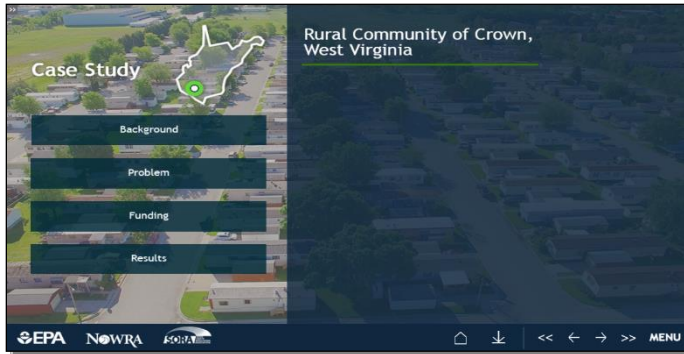 >>
Case Study
Rural Community of Crown,
West Virginia
Background
Problem
Funding
Results
EPA NOWRA SORA
<< ← → >> MENU